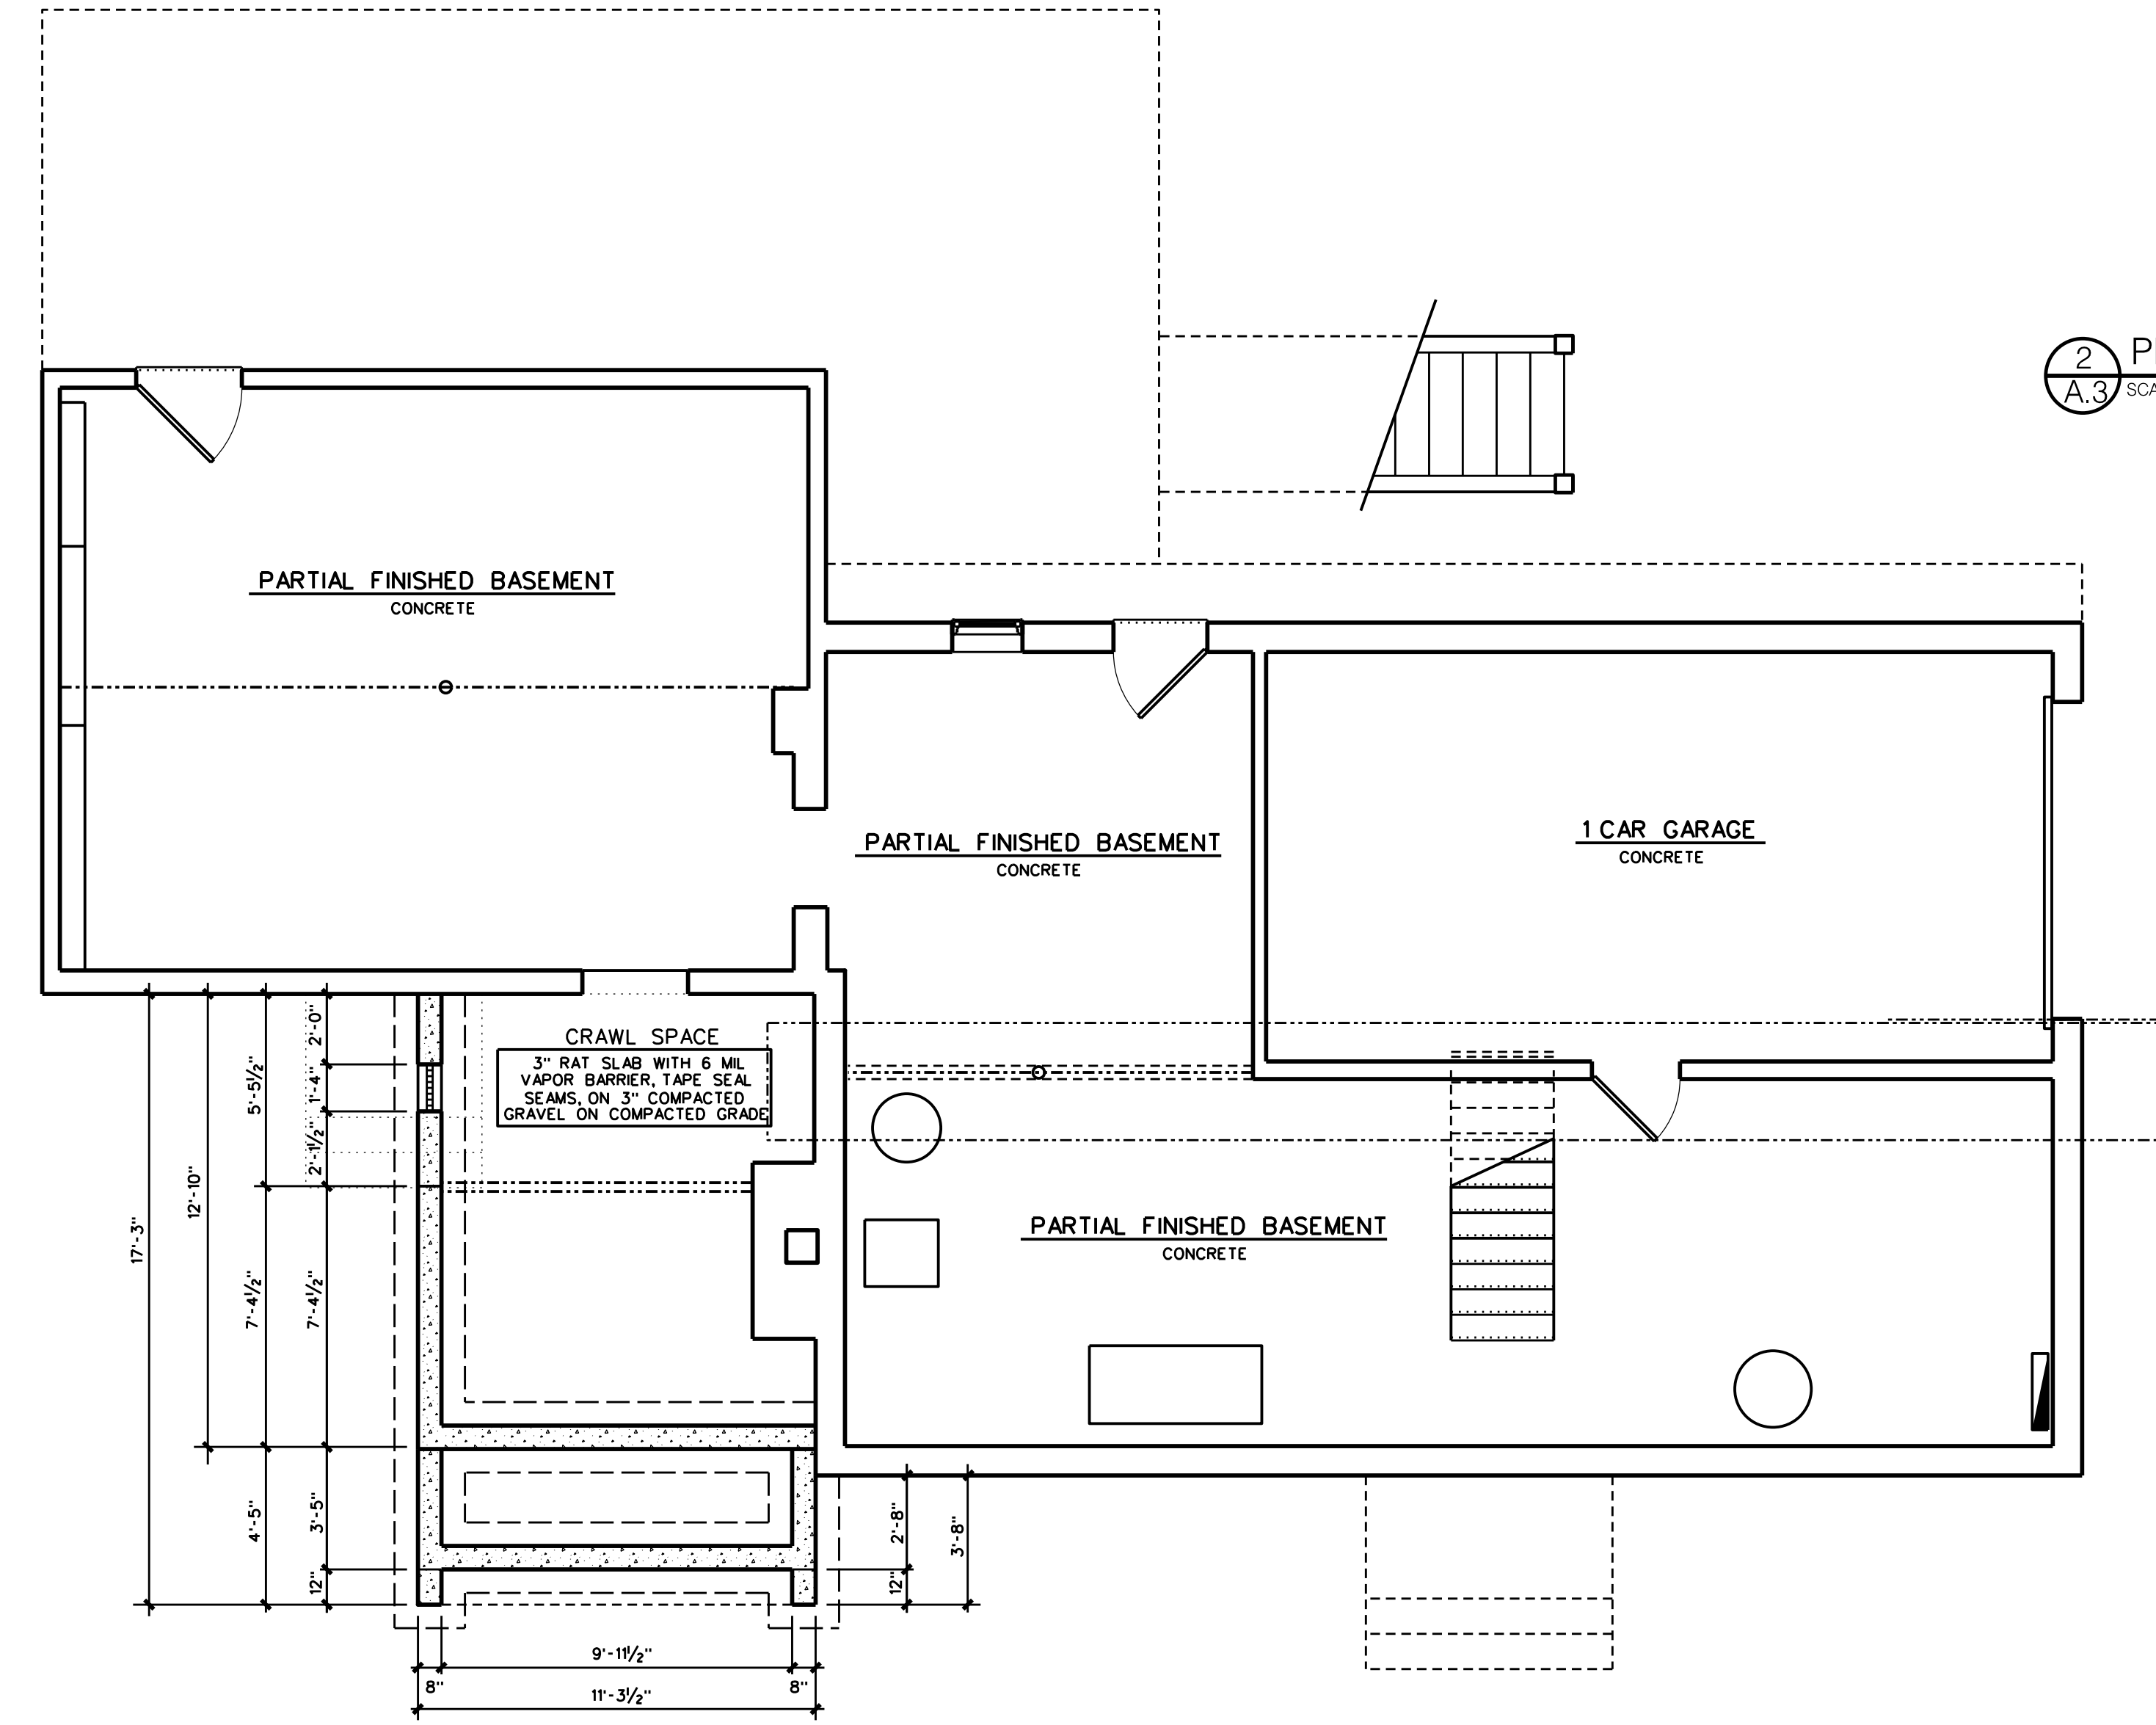 2
P
A.3
SCA
PARTIAL FINISHED BASEMENT
CONCRETE
PARTIAL FINISHED BASEMENT
CONCRETE
1 CAR GARAGE
CONCRETE
CRAWL SPACE
3" RAT SLAB WITH 6 MIL
VAPOR BARRIER, TAPE SEAL
SEAMS, ON 3" COMPACTED
GRAVEL ON COMPACTED GRADE
PARTIAL FINISHED BASEMENT
CONCRETE
17'-3"
12'-10"
5'-5½"
7'-4½"
4'-5"
2'-0"
1'-4"
2'-1½"
7'-4½"
3'-5"
12"
2'-8"
12"
3'-8"
9'-11½"
8"
8"
11'-3½"